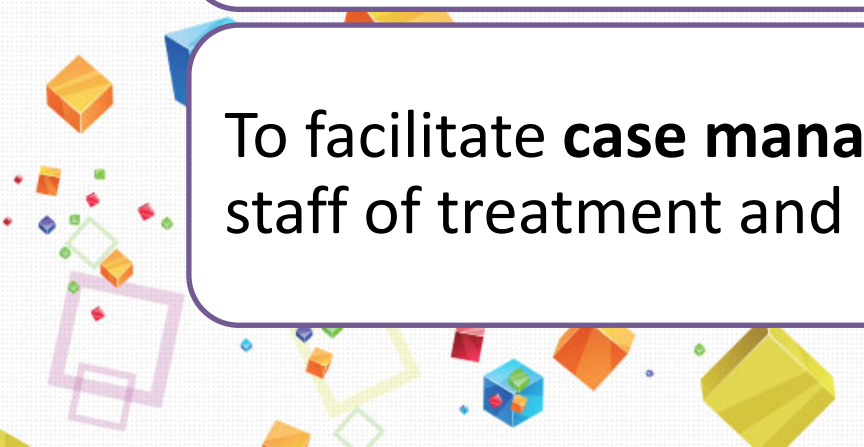 To facilitate case mana
staff of treatment and